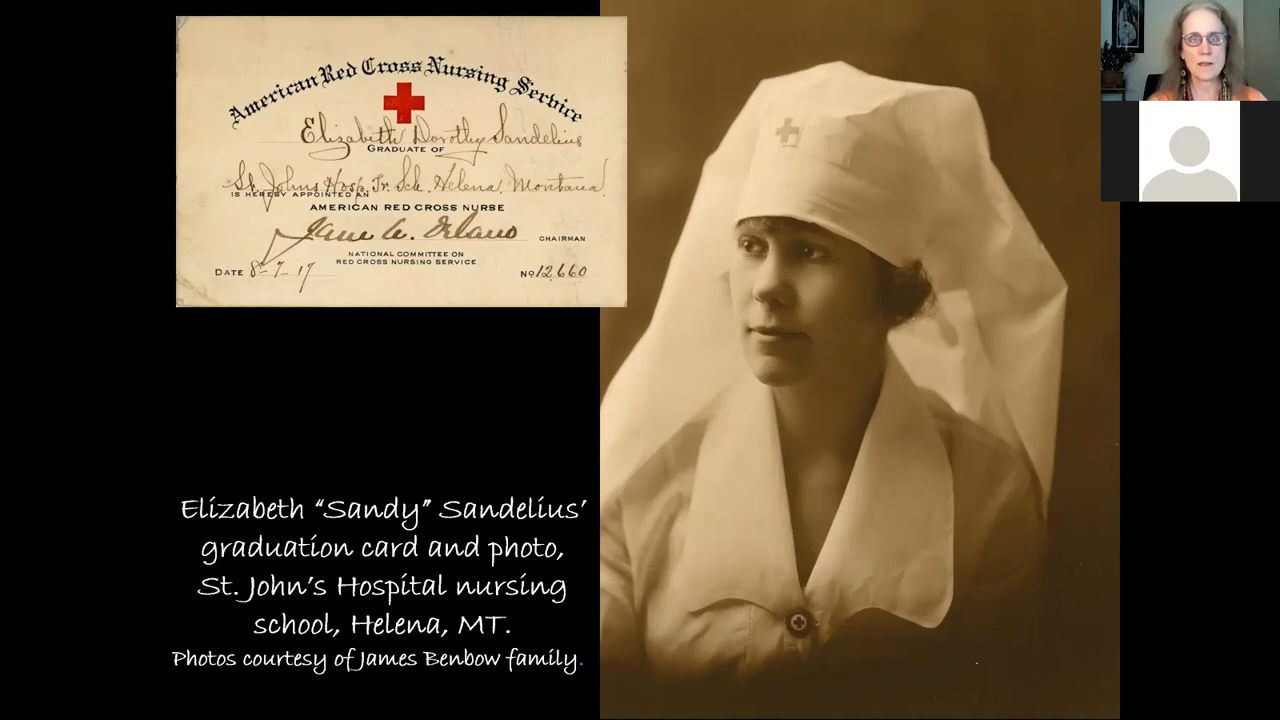 American Red Cross Nursing Service
Elizabeth Dorothy Sandelius
GRADUATE OF
St. Johns Hosp. Tr. Sch. Helena, Montana
IS HEREBY APPOINTED AN
AMERICAN RED CROSS NURSE
Jane A. Delano
CHAIRMAN
NATIONAL COMMITTEE ON
RED CROSS NURSING SERVICE
DATE 8-7-17
No 12,660
Elizabeth “Sandy” Sandelius’
graduation card and photo,
St. John’s Hospital nursing
school, Helena, MT.
Photos courtesy of James Benbow family.